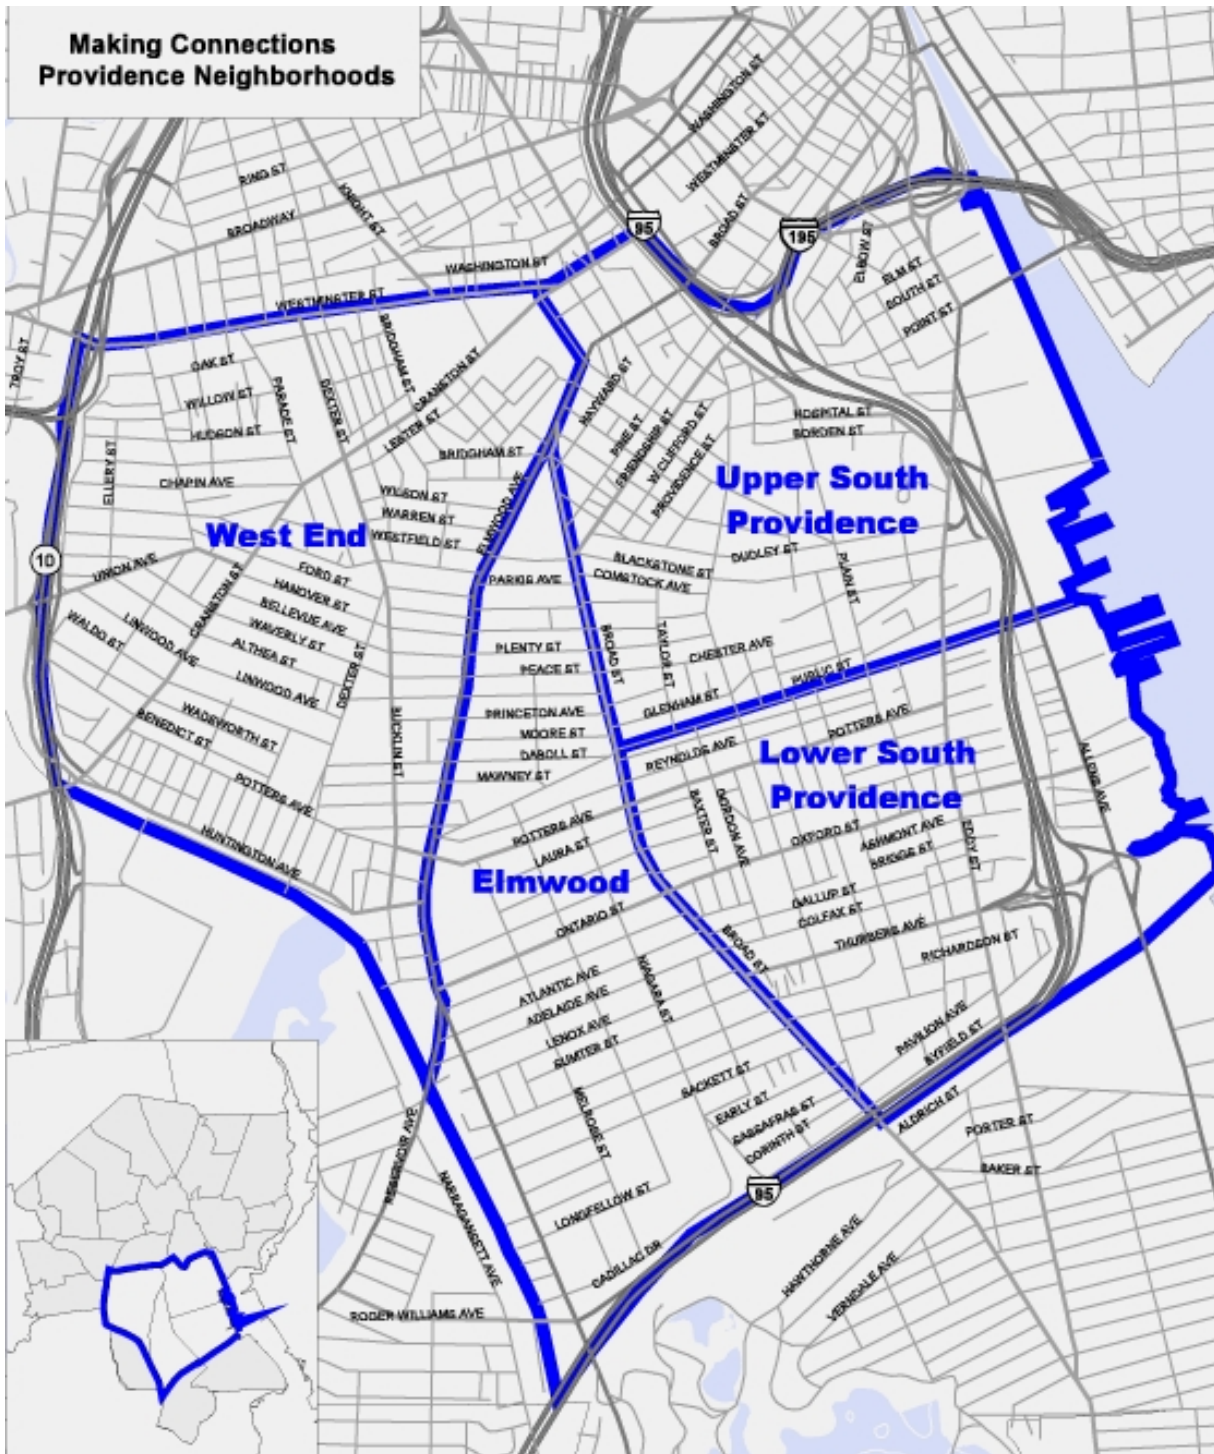 Making Connections
Providence Neighborhoods
WASHINGTON ST
WESTMINSTER ST
BROAD ST
RING ST
KNIGHT ST
BROADWAY
95
195
ELBOW ST
ELM ST
SOUTH ST
POINT ST
WASHINGTON ST
WESTMINSTER ST
TROY ST
OAK ST
BRIDGHAM ST
CRANSTON ST
WILLOW ST
PARADE ST
DEXTER ST
LESTER ST
HUDSON ST
HAYWARD ST
PINE ST
FRIENDSHIP ST
W CLIFFORD ST
PROVIDENCE ST
HOSPITAL ST
BORDEN ST
ELLERY ST
CHAPIN AVE
BRIDGHAM ST
WILSON ST
WARREN ST
WESTFIELD ST
ELMWOOD AVE
Upper South
Providence
West End
10
UNION AVE
CRANSTON ST
FORD ST
HANOVER ST
BELLEVUE AVE
WAVERLY ST
ALTHEA ST
LINWOOD AVE
WALDO ST
LINWOOD AVE
DEXTER ST
PARKIS AVE
BLACKSTONE ST
COMSTOCK AVE
DUDLEY ST
PLAIN ST
PLENTY ST
PEACE ST
BROAD ST
TAYLOR ST
CHESTER AVE
PUBLIC ST
GLENHAM ST
WADSWORTH ST
BENEDICT ST
BUCKLIN ST
PRINCETON AVE
MOORE ST
DABOLL ST
MAWNEY ST
REYNOLDS AVE
POTTERS AVE
Lower South
Providence
ALLENS AVE
POTTERS AVE
HUNTINGTON AVE
POTTERS AVE
LAURA ST
BAXTER ST
GORDON AVE
OXFORD ST
ASHMONT AVE
BRIDGE ST
EDDY ST
Elmwood
GALLUP ST
COLFAX ST
THURBERS AVE
RICHARDSON ST
ONTARIO ST
BROAD ST
NIAGARA ST
ATLANTIC AVE
ADELAIDE AVE
LENOX AVE
SUMTER ST
PAVILION AVE
BYFIELD ST
SACKETT ST
EARLY ST
SASSAFRAS ST
CORINTH ST
MELROSE ST
ALDRICH ST
PORTER ST
BAKER ST
RESERVOIR AVE
NARRAGANSETT AVE
95
LONGFELLOW ST
CADILLAC DR
HAWTHORNE AVE
VERNDALE AVE
ROGER WILLIAMS AVE